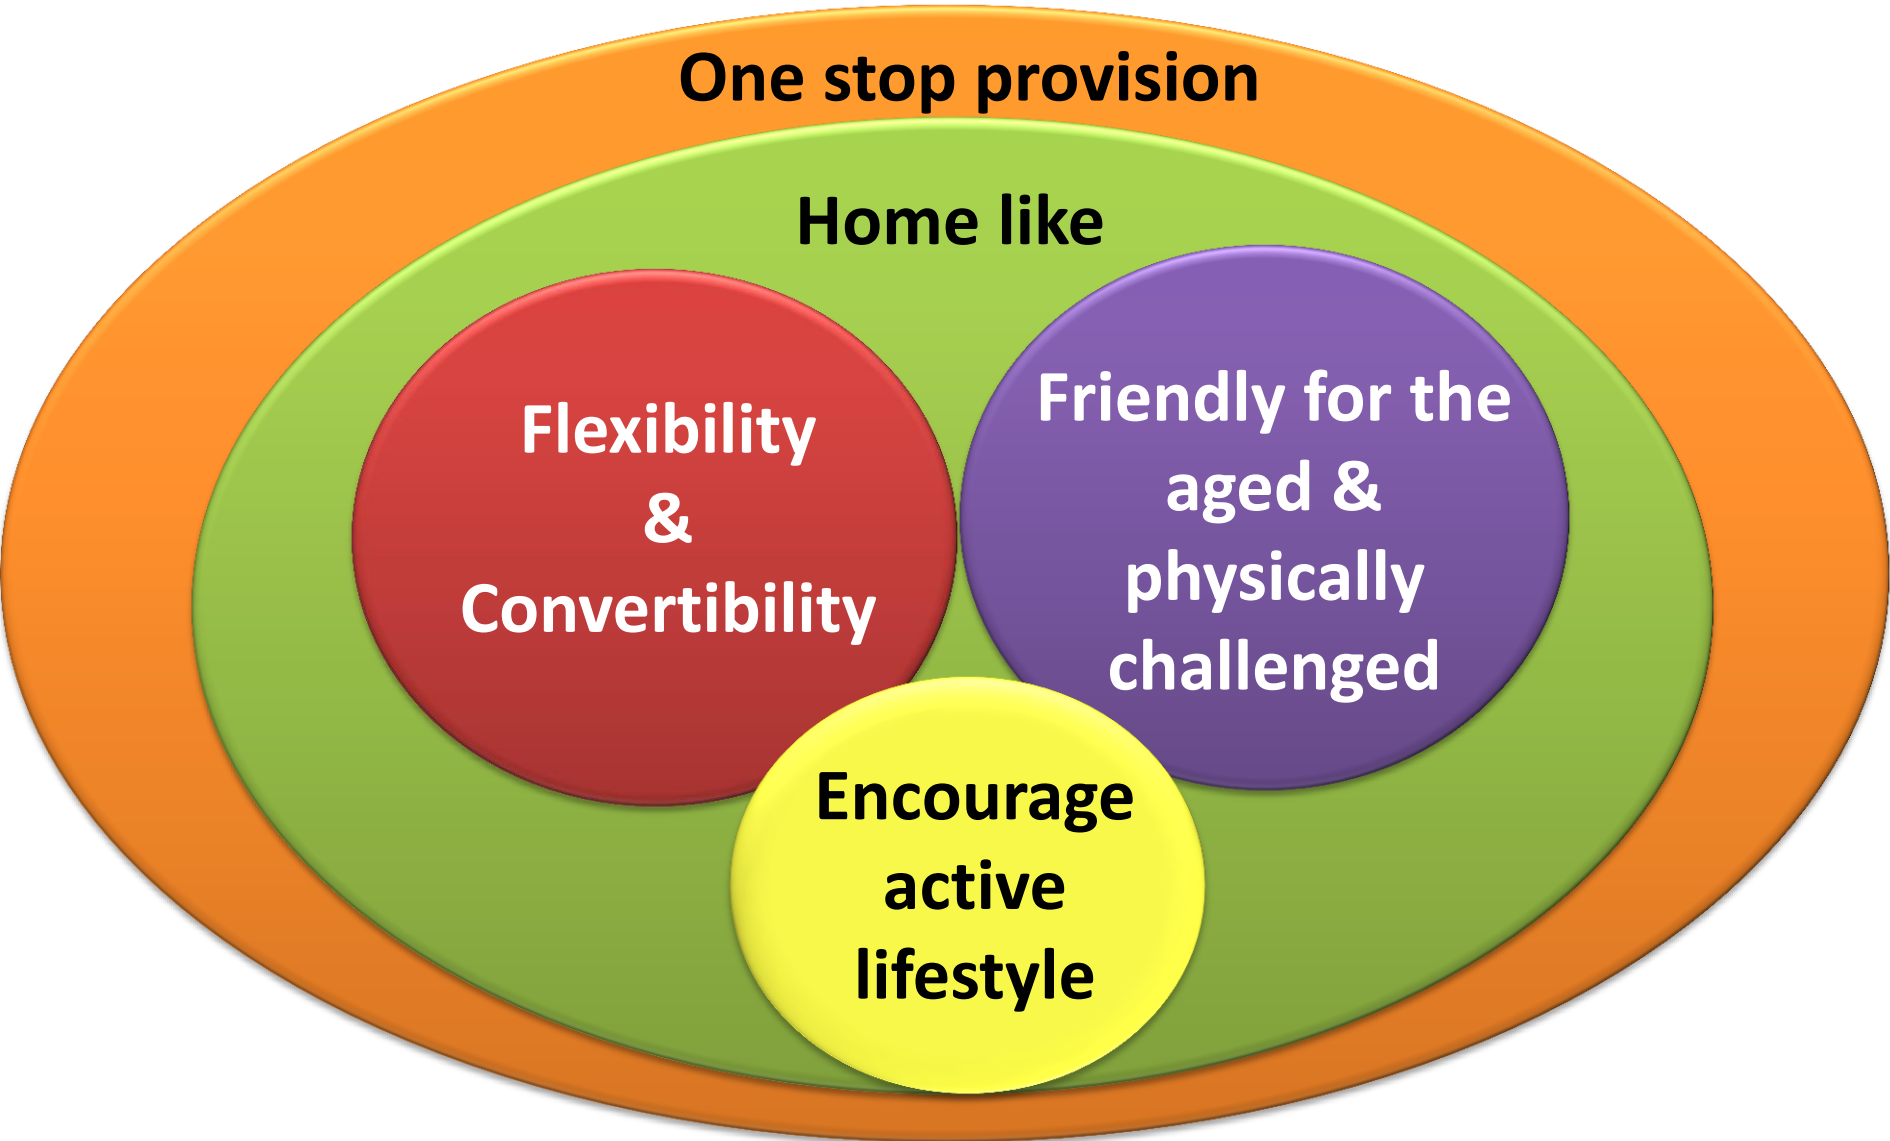 One stop provision
Home like
Flexibility
&
Convertibility
Friendly for the
aged &
physically
challenged
Encourage
active
lifestyle